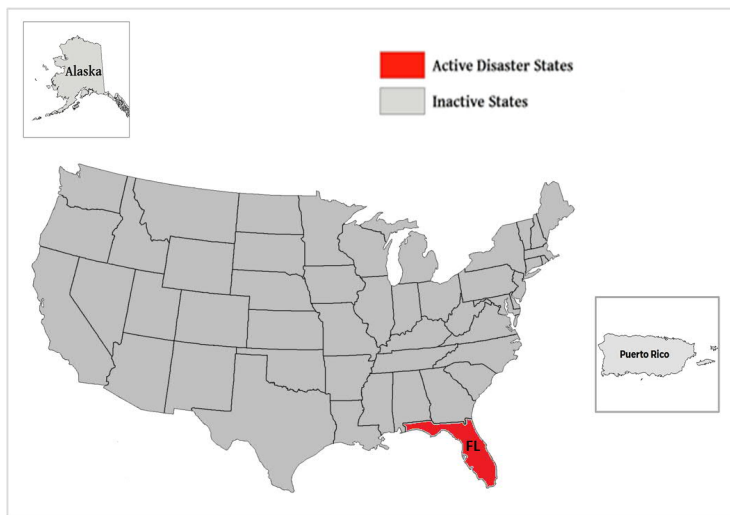 Alaska
Active Disaster States
Inactive States
Puerto Rico
FL